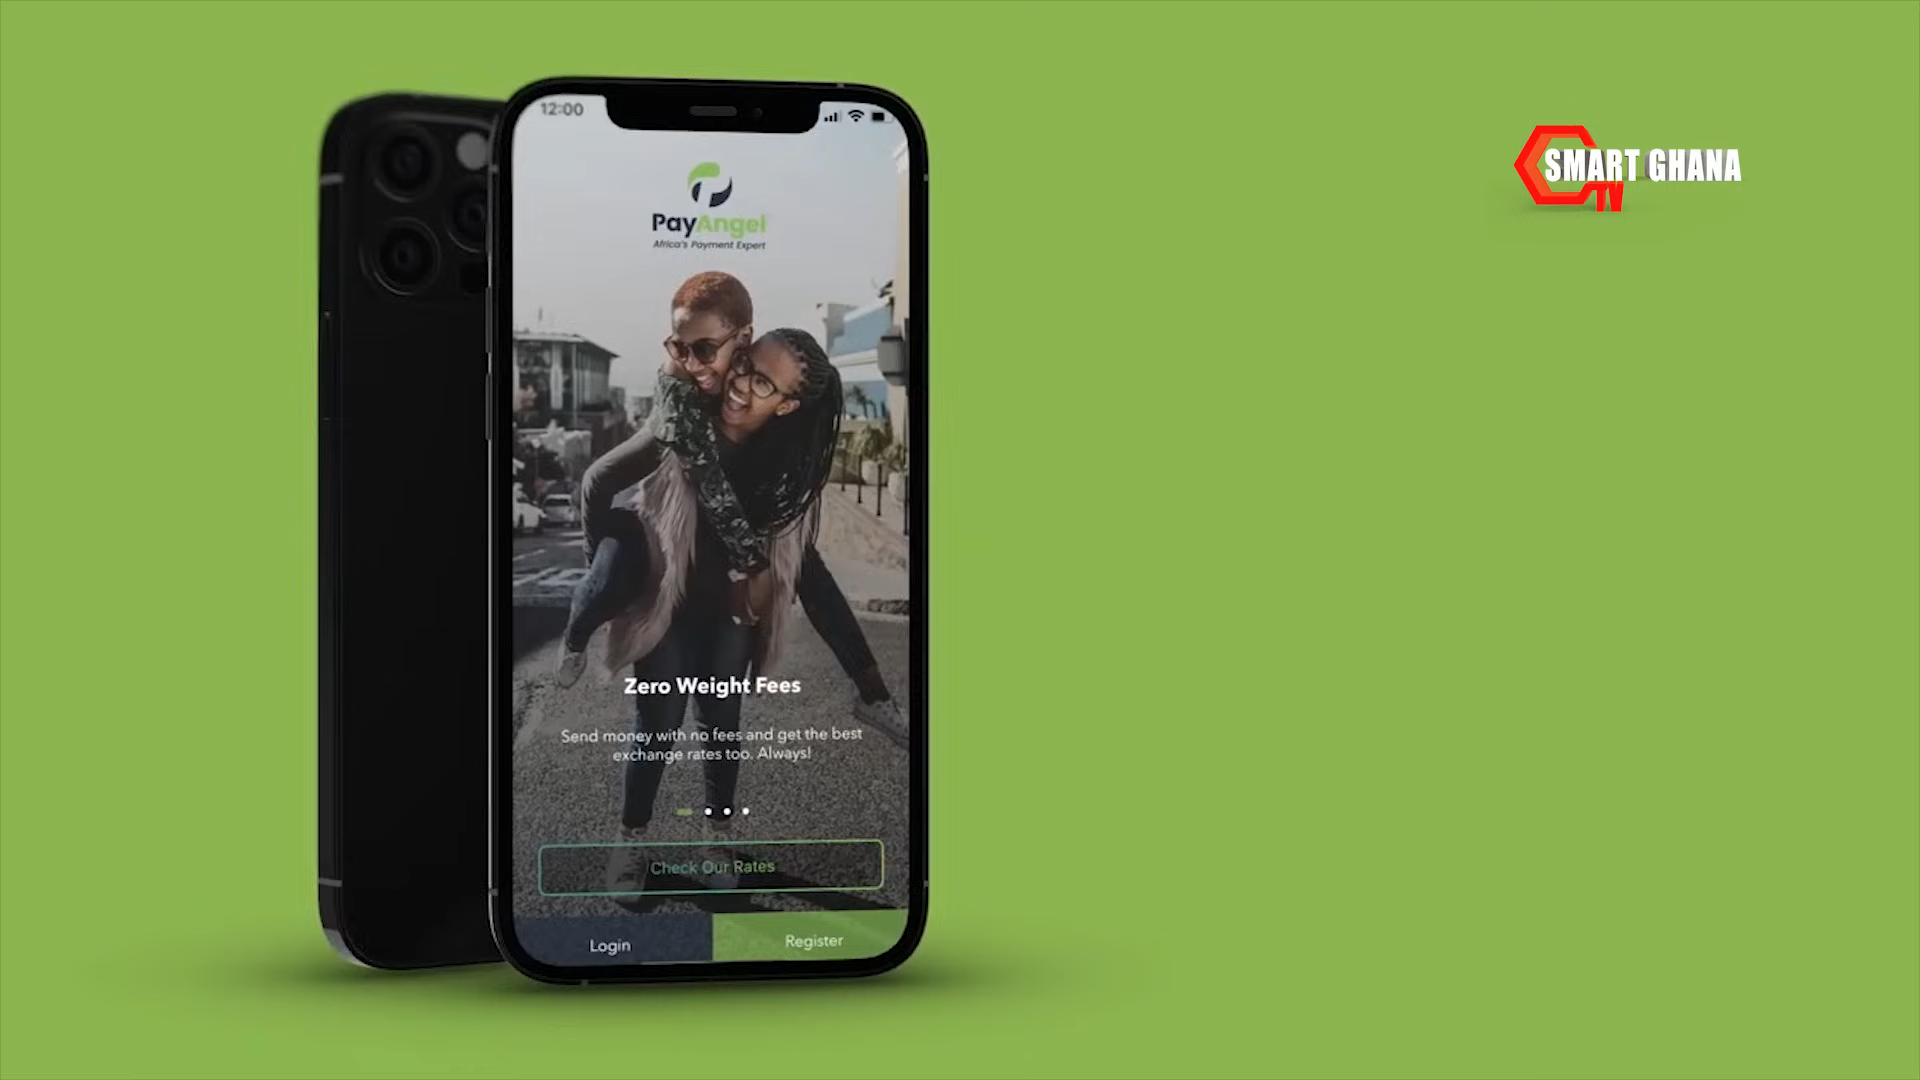 12:00
SMART GHANA
TV
PayAngel
Africa's Payment Expert
Zero Weight Fees
Send money with no fees and get the best
exchange rates too. Always!
Check Our Rates
Login
Register